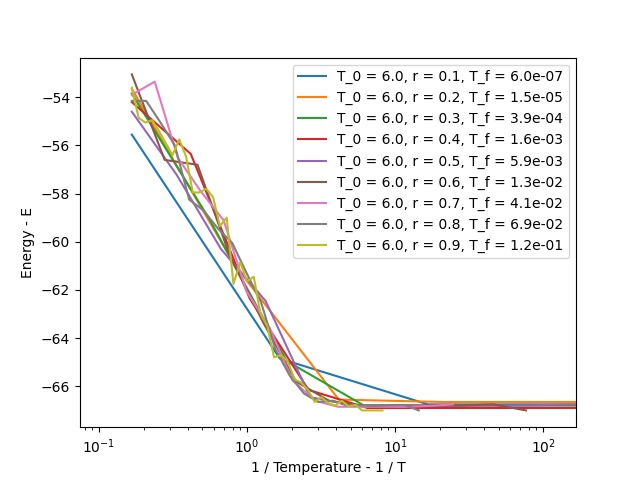 T_0 = 6.0, r = 0.1, T_f = 6.0e-07
T_0 = 6.0, r = 0.2, T_f = 1.5e-05
T_0 = 6.0, r = 0.3, T_f = 3.9e-04
T_0 = 6.0, r = 0.4, T_f = 1.6e-03
T_0 = 6.0, r = 0.5, T_f = 5.9e-03
T_0 = 6.0, r = 0.6, T_f = 1.3e-02
T_0 = 6.0, r = 0.7, T_f = 4.1e-02
T_0 = 6.0, r = 0.8, T_f = 6.9e-02
T_0 = 6.0, r = 0.9, T_f = 1.2e-01
Energy - E
−54
−56
−58
−60
−62
−64
−66
10⁻¹ 10⁰ 10¹ 10²
1 / Temperature - 1 / T